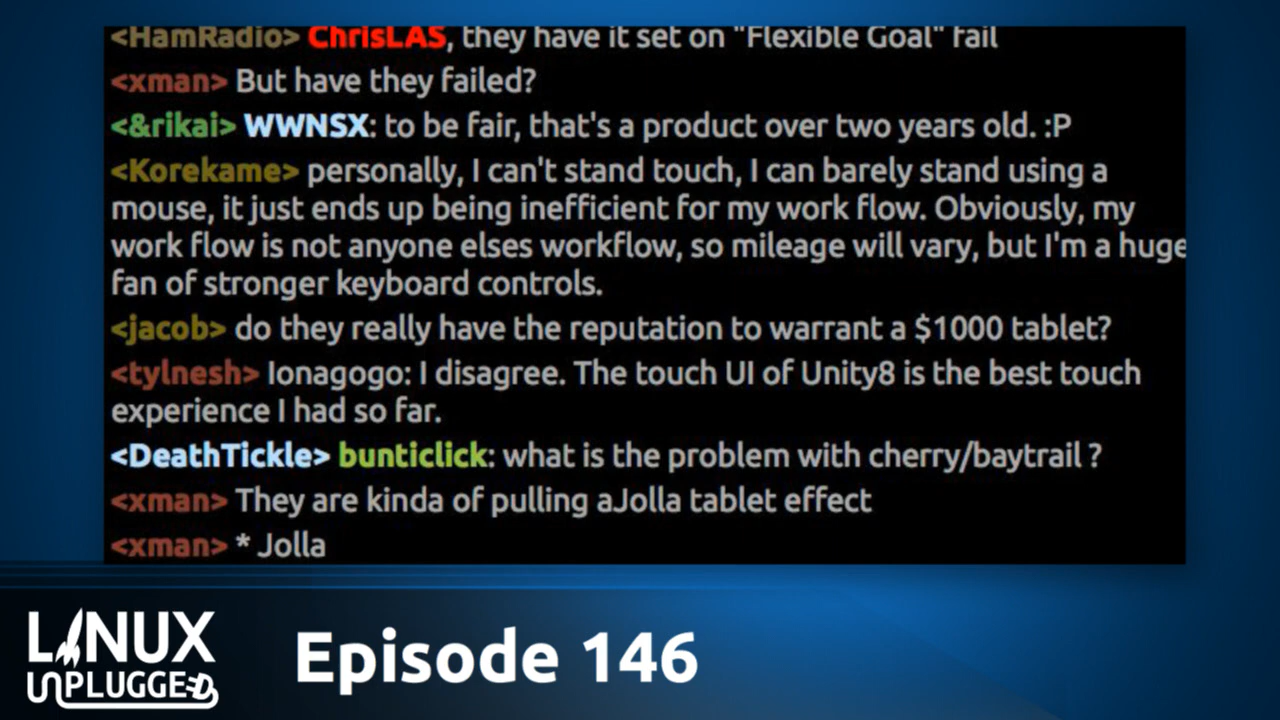 <HamRadio> ChrisLAS, they have it set on "Flexible Goal" fail
<xman> But have they failed?
<&rikai> WWNSX: to be fair, that's a product over two years old. :P
<Korekame> personally, I can't stand touch, I can barely stand using a
mouse, it just ends up being inefficient for my work flow. Obviously, my
work flow is not anyone elses workflow, so mileage will vary, but I'm a huge
fan of stronger keyboard controls.
<jacob> do they really have the reputation to warrant a $1000 tablet?
<tylnesh> Ionagogo: I disagree. The touch UI of Unity8 is the best touch
experience I had so far.
<DeathTickle> bunticlick: what is the problem with cherry/baytrail ?
<xman> They are kinda of pulling aJolla tablet effect
<xman> * Jolla
LINUX
UNPLUGGED
Episode 146